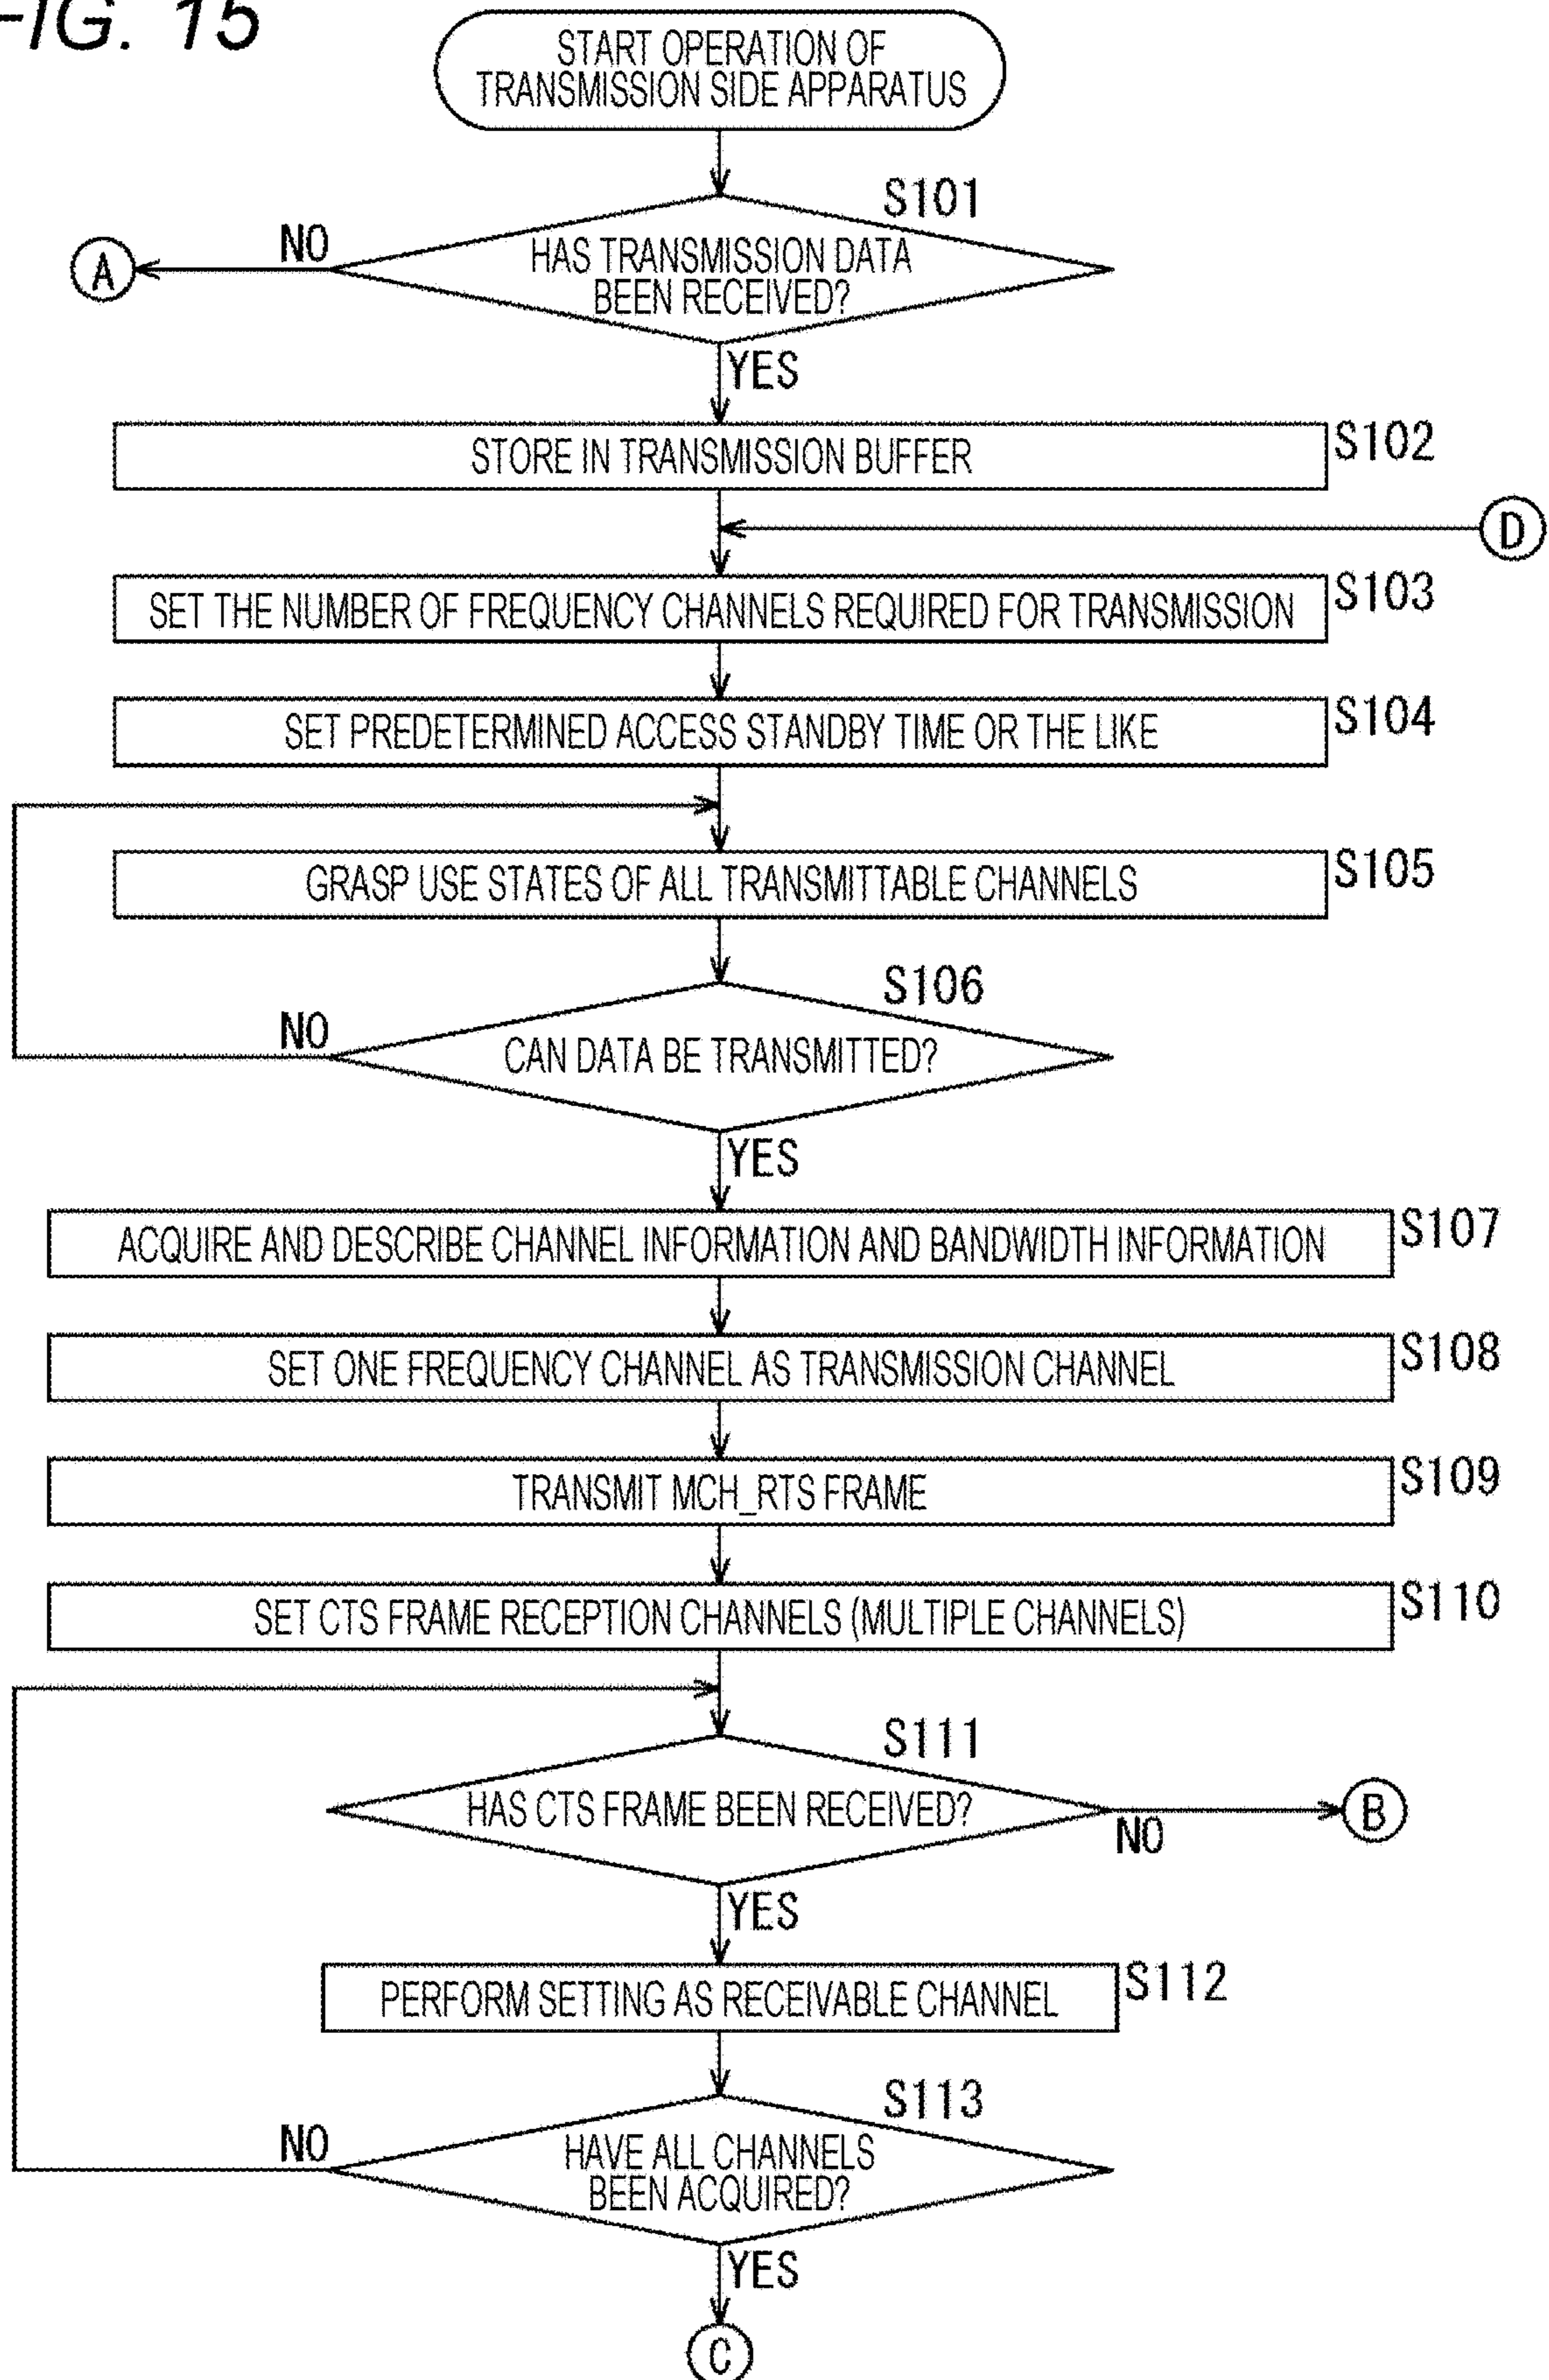 FIG. 15
START OPERATION OF
TRANSMISSION SIDE APPARATUS
S101
NO
A
HAS TRANSMISSION DATA
BEEN RECEIVED?
YES
STORE IN TRANSMISSION BUFFER
S102
D
SET THE NUMBER OF FREQUENCY CHANNELS REQUIRED FOR TRANSMISSION
S103
SET PREDETERMINED ACCESS STANDBY TIME OR THE LIKE
S104
GRASP USE STATES OF ALL TRANSMITTABLE CHANNELS
S105
S106
NO
CAN DATA BE TRANSMITTED?
YES
ACQUIRE AND DESCRIBE CHANNEL INFORMATION AND BANDWIDTH INFORMATION
S107
SET ONE FREQUENCY CHANNEL AS TRANSMISSION CHANNEL
S108
TRANSMIT MCH_RTS FRAME
S109
SET CTS FRAME RECEPTION CHANNELS (MULTIPLE CHANNELS)
S110
S111
HAS CTS FRAME BEEN RECEIVED?
NO
B
YES
PERFORM SETTING AS RECEIVABLE CHANNEL
S112
S113
NO
HAVE ALL CHANNELS
BEEN ACQUIRED?
YES
C